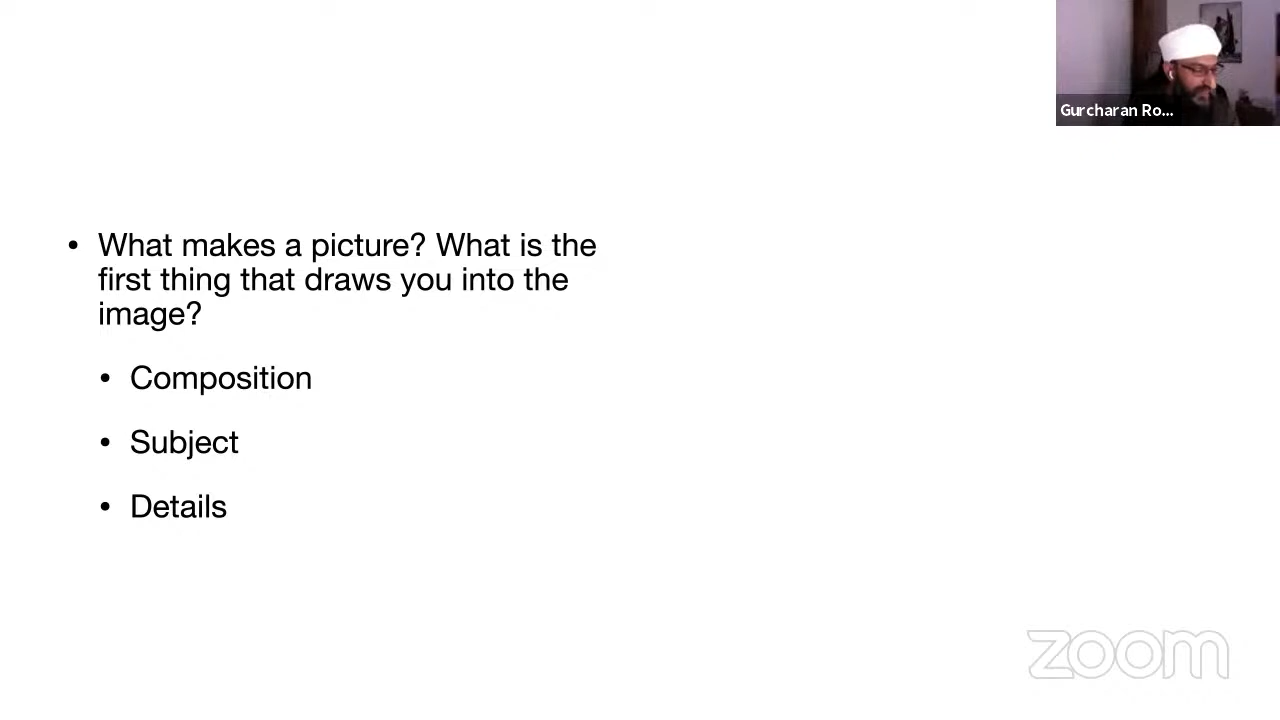 Gurcharan Ro...
• What makes a picture? What is the
first thing that draws you into the
image?
• Composition
• Subject
• Details
zoom